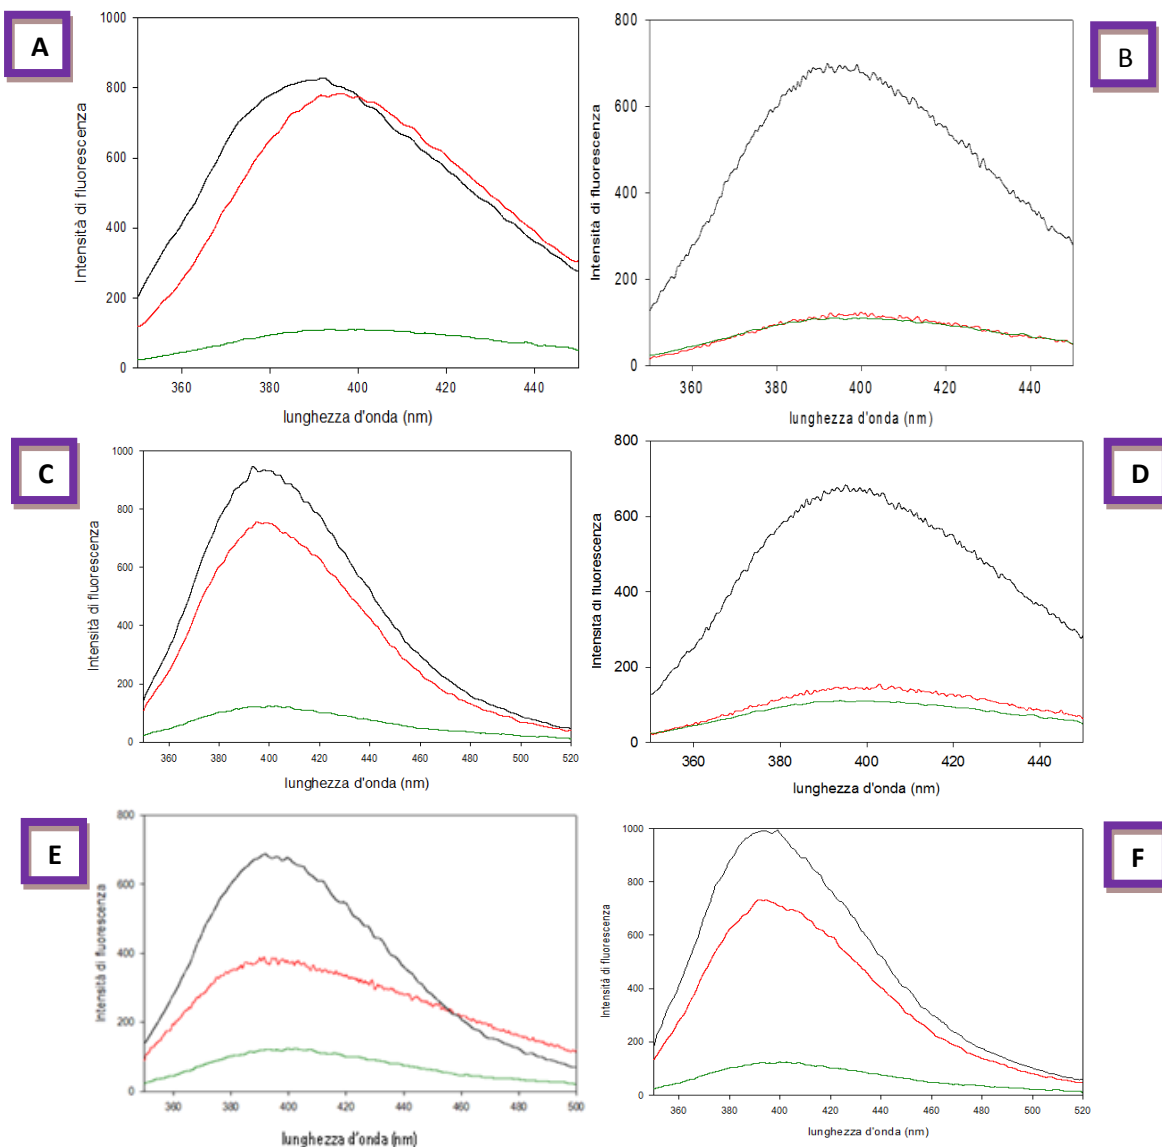 A
Intensità di fluorescenza
1000
800
600
400
200
0
360 380 400 420 440
lunghezza d'onda (nm)
B
Intensità di fluorescenza
800
600
400
200
0
360 380 400 420 440
lunghezza d'onda (nm)
C
Intensità di fluorescenza
1000
800
600
400
200
0
360 380 400 420 440 460 480 500 520
lunghezza d'onda (nm)
D
Intensità di fluorescenza
800
600
400
200
0
360 380 400 420 440
lunghezza d'onda (nm)
E
Intensità di fluorescenza
800
600
400
200
0
360 380 400 420 440 460 480 500
lunghezza d'onda (nm)
F
Intensità di fluorescenza
1000
800
600
400
200
0
360 380 400 420 440 460 480 500 520
lunghezza d'onda (nm)